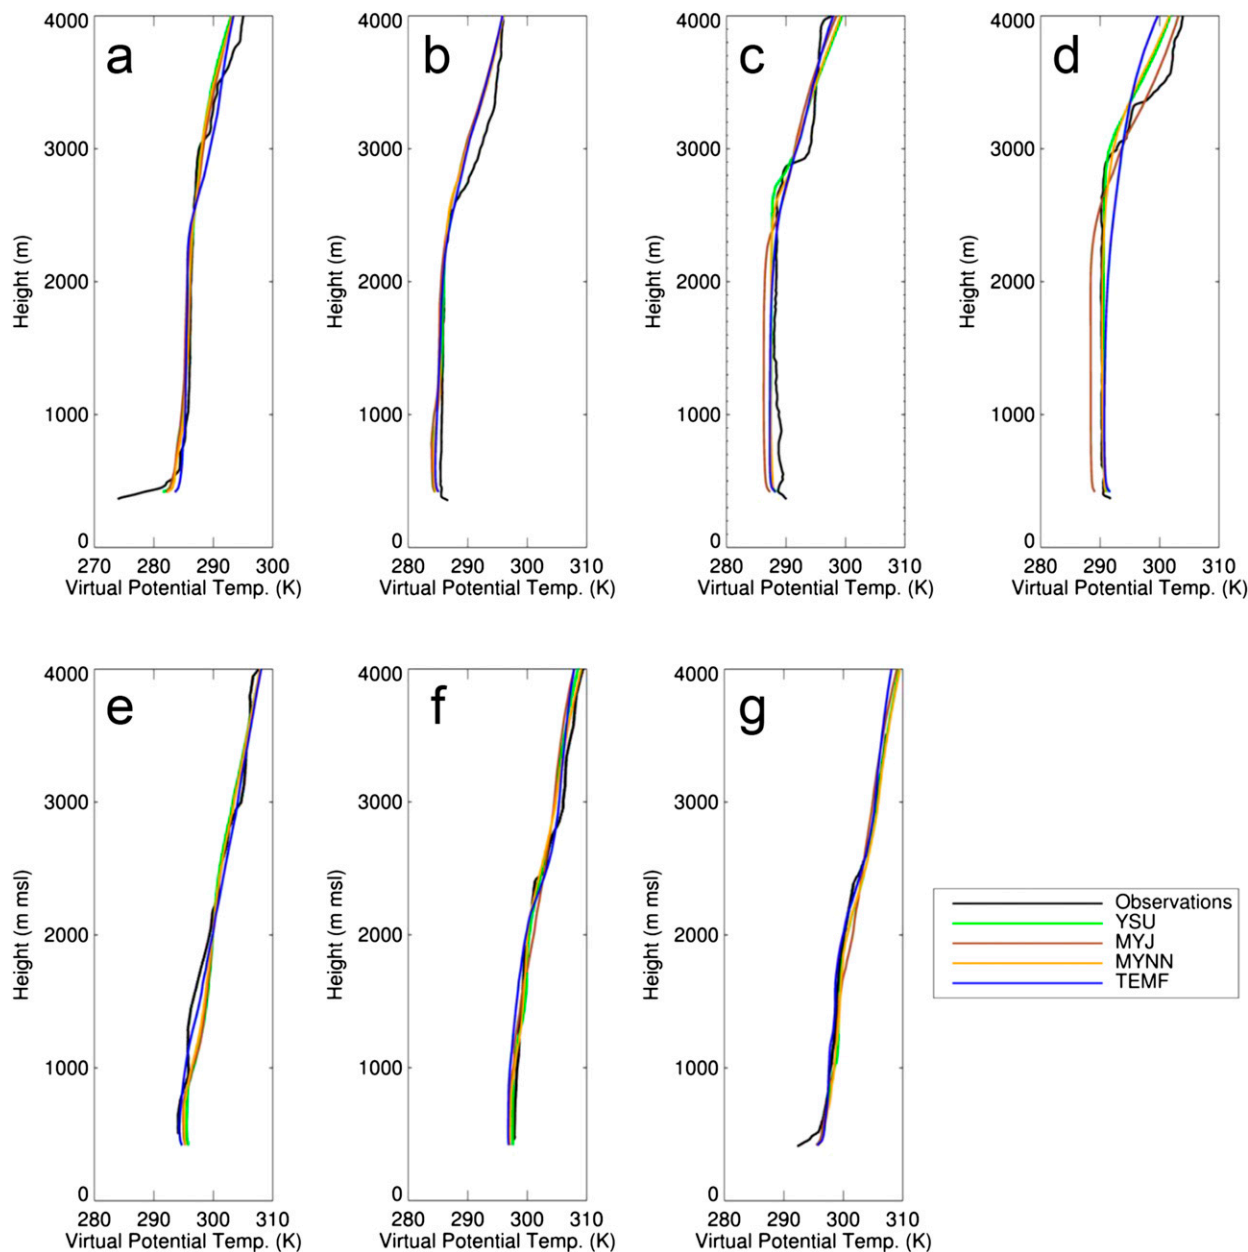 a
4000
3000
2000
1000
0
Height (m)
270 280 290 300
Virtual Potential Temp. (K)
b
4000
3000
2000
1000
0
Height (m)
280 290 300 310
Virtual Potential Temp. (K)
c
4000
3000
2000
1000
0
Height (m)
280 290 300 310
Virtual Potential Temp. (K)
d
4000
3000
2000
1000
0
Height (m)
280 290 300 310
Virtual Potential Temp. (K)
e
4000
3000
2000
1000
0
Height (m msl)
280 290 300 310
Virtual Potential Temp. (K)
f
4000
3000
2000
1000
0
Height (m msl)
280 290 300 310
Virtual Potential Temp. (K)
g
4000
3000
2000
1000
0
Height (m msl)
280 290 300 310
Virtual Potential Temp. (K)
Observations
YSU
MYJ
MYNN
TEMF